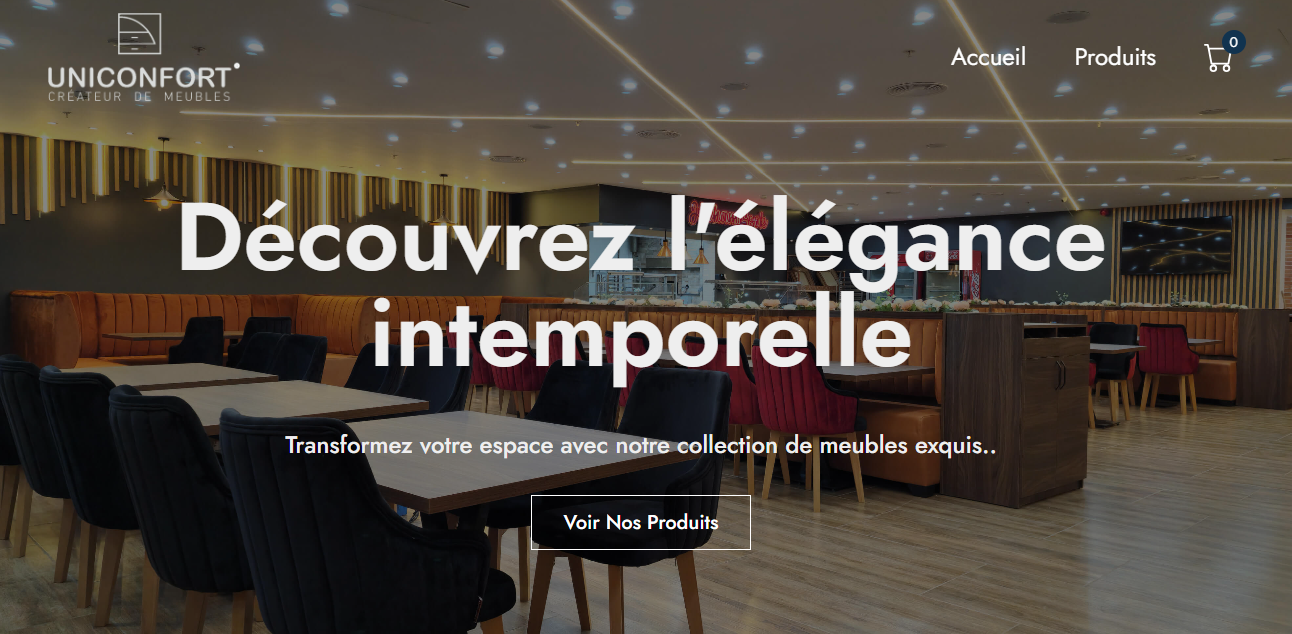 UNICONFORT
CRÉATEUR DE MEUBLES
Accueil
Produits
0
Découvrez l'élégance
intemporelle
Transformez votre espace avec notre collection de meubles exquis..
Voir Nos Produits